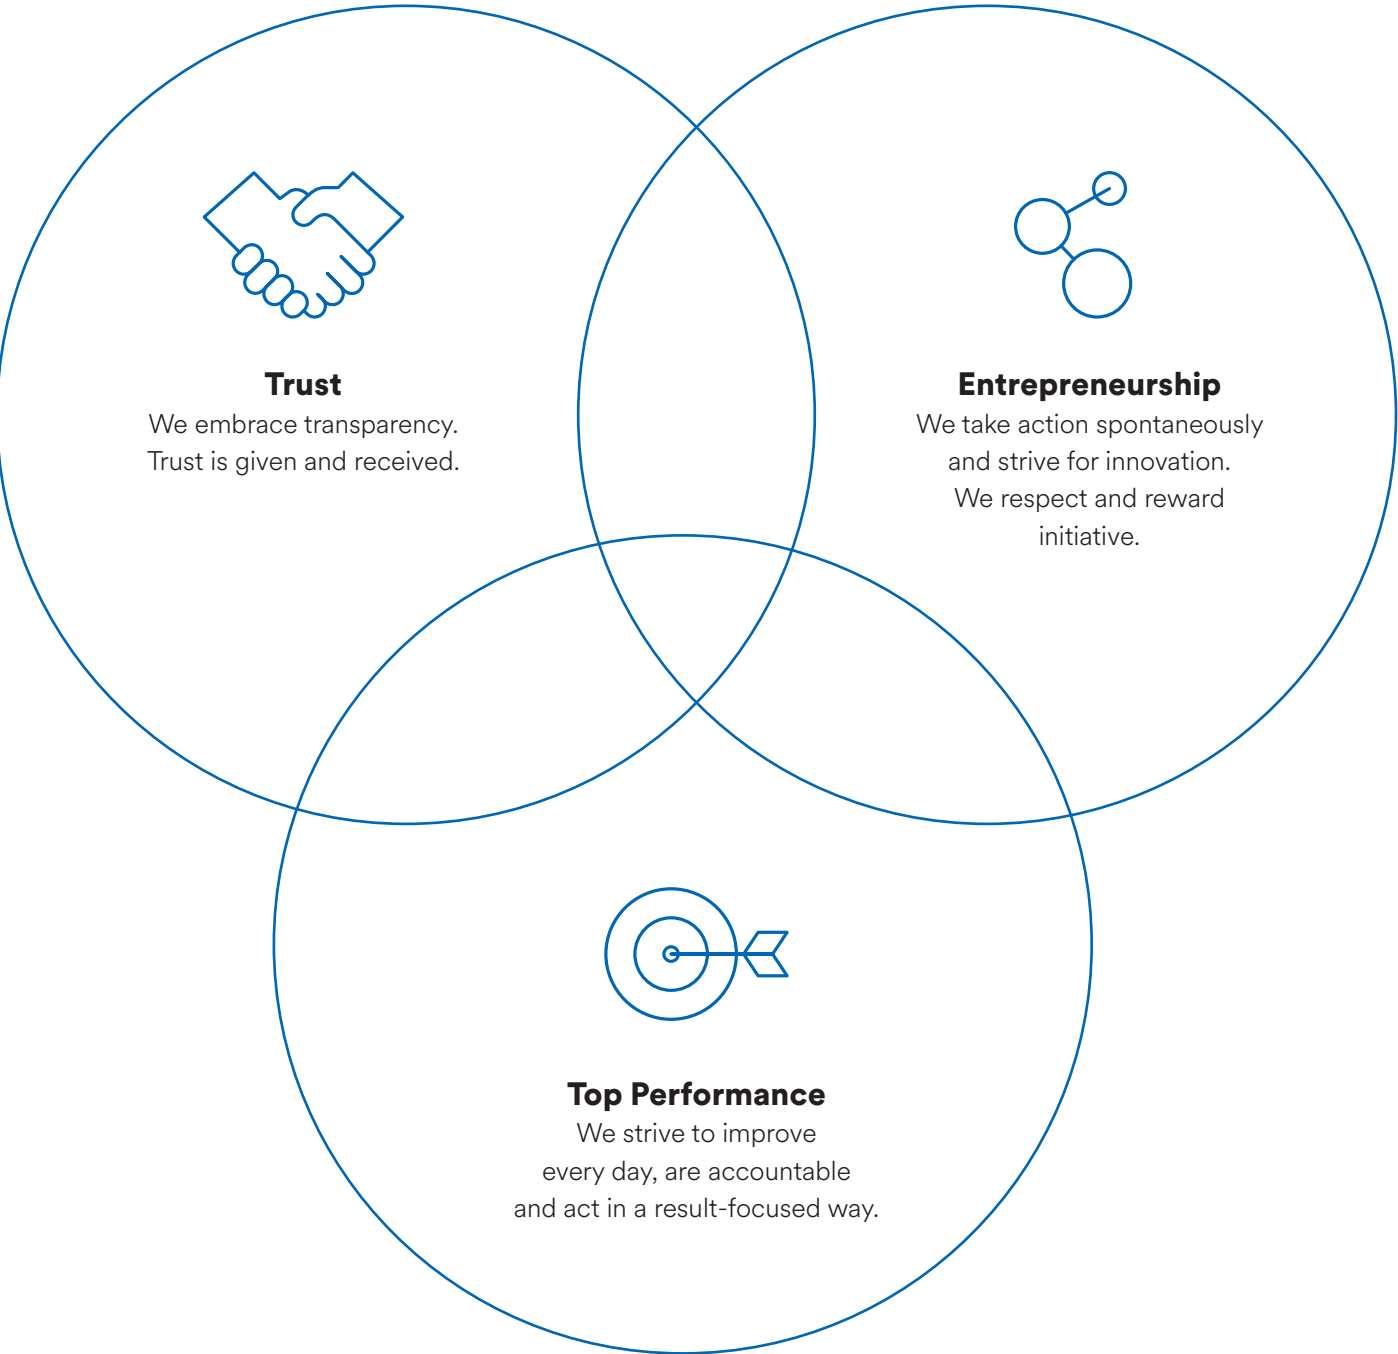 Trust
We embrace transparency.
Trust is given and received.
Entrepreneurship
We take action spontaneously
and strive for innovation.
We respect and reward
initiative.
Top Performance
We strive to improve
every day, are accountable
and act in a result-focused way.